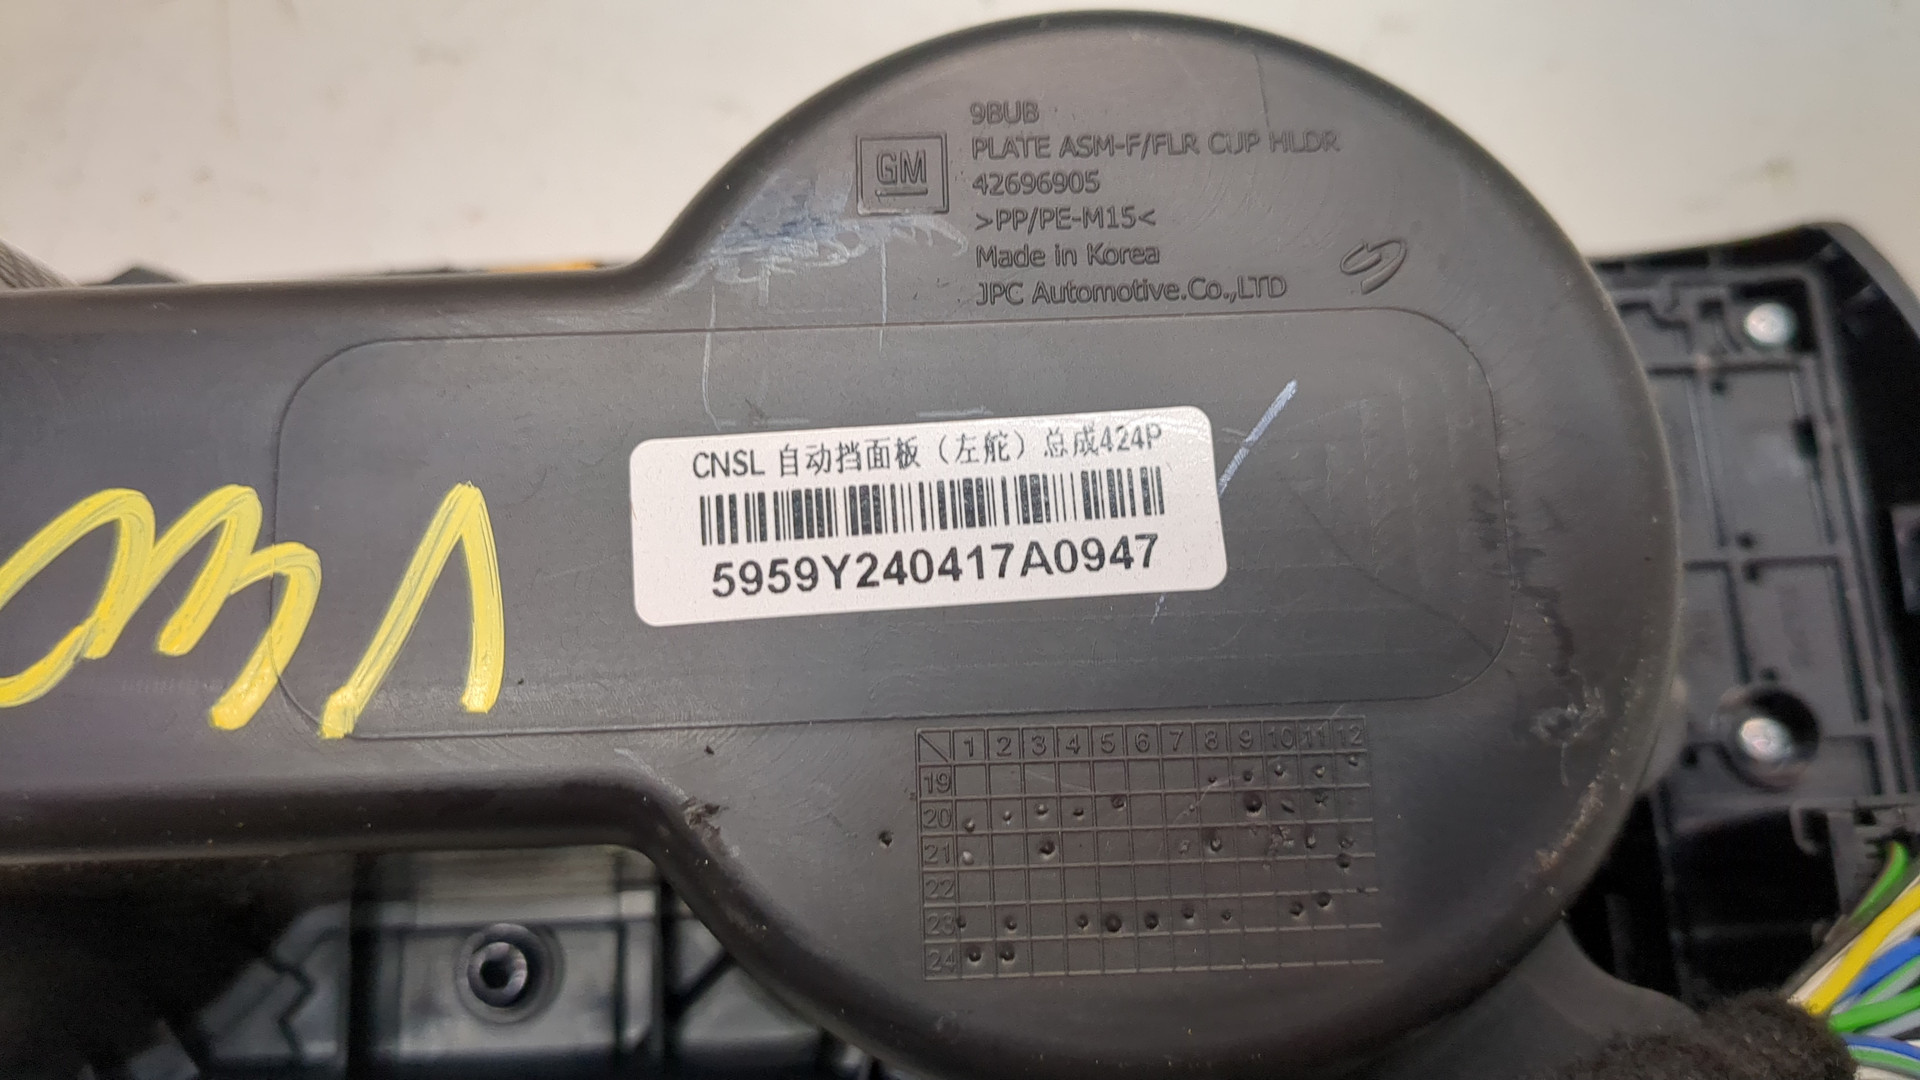 9BUB
GM
PLATE ASM-F/FLR CUP HLDR
42696905
>PP/PE-M15<
Made in Korea
JPC Automotive.Co.,LTD
CNSL 自动挡面板（左舵）总成424P
5959Y240417A0947
1 2 3 4 5 6 7 8 9 10 11 12
19
20
21
22
23
24